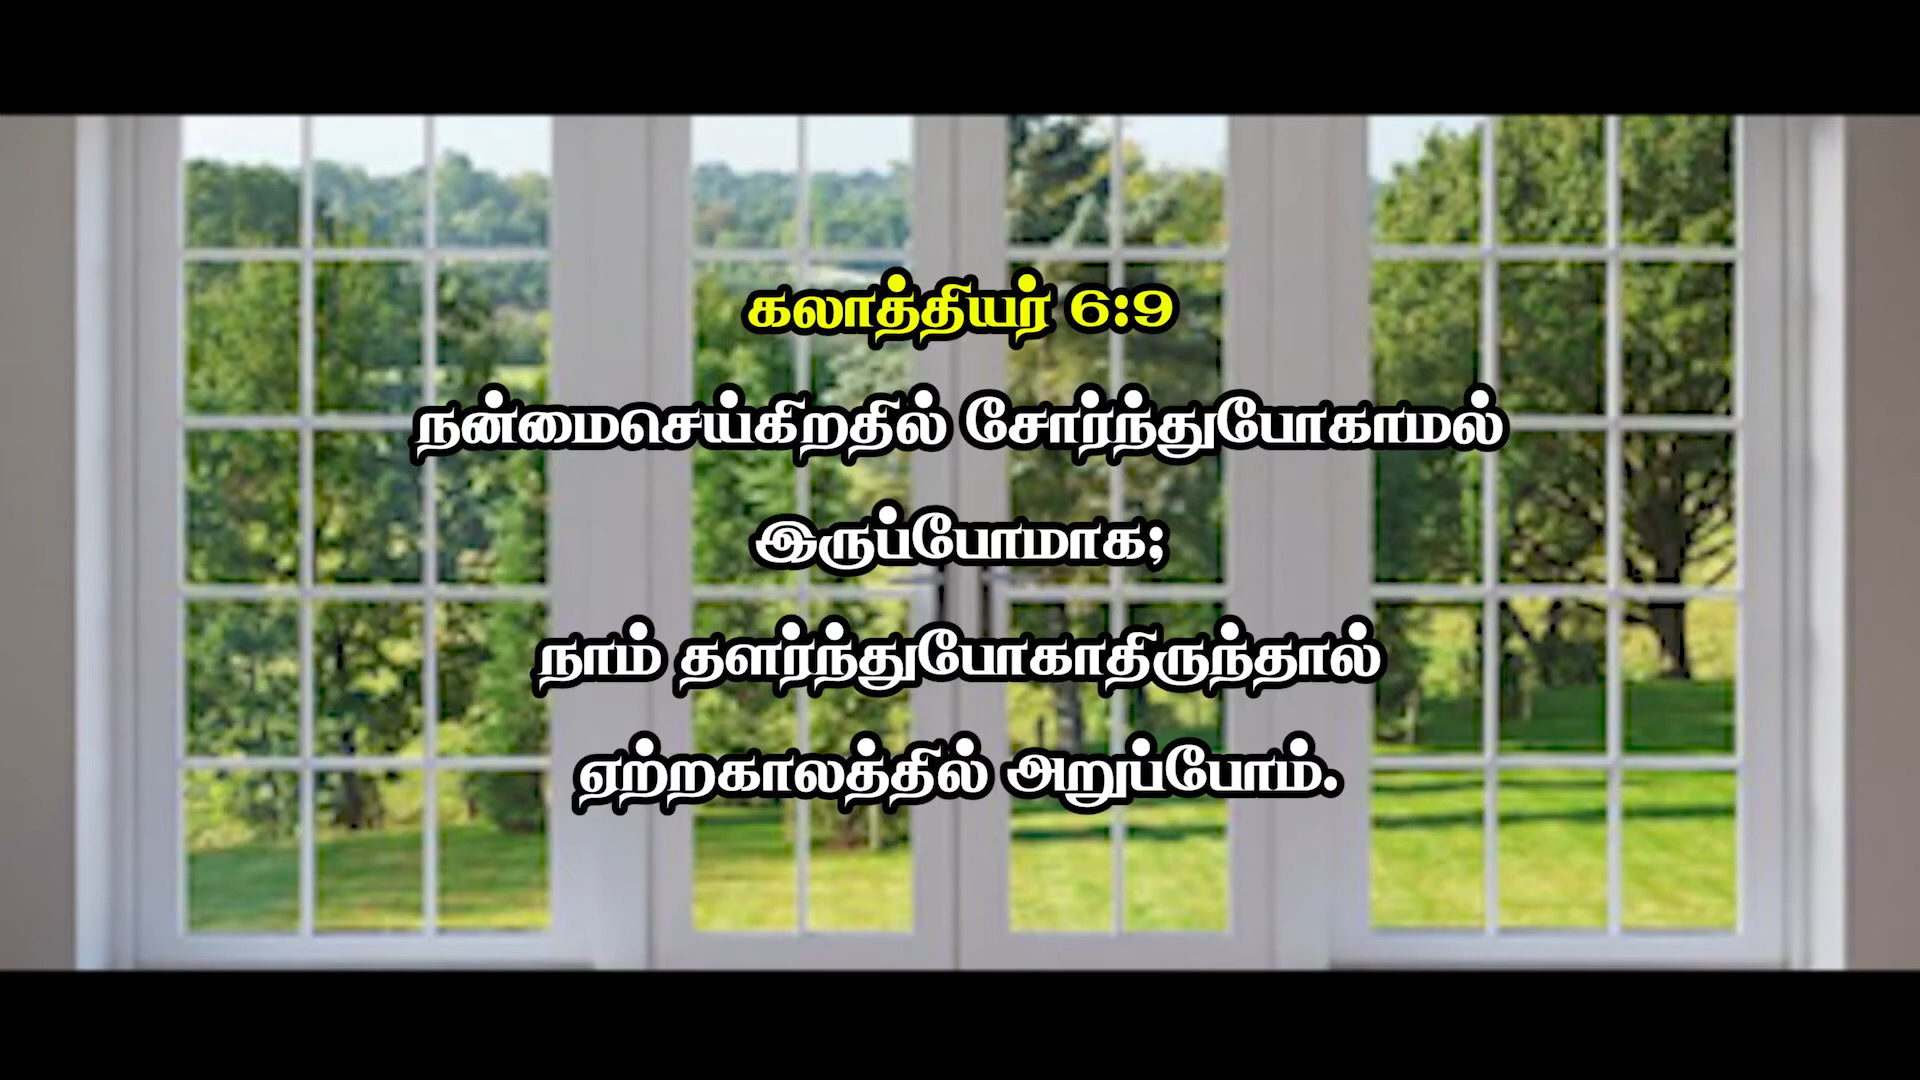 கலாத்தியர் 6:9
நன்மைசெய்கிறதில் சோர்ந்துபோகாமல்
இருப்போமாக;
நாம் தளர்ந்துபோகாதிருந்தால்
ஏற்றகாலத்தில் அறுப்போம்.